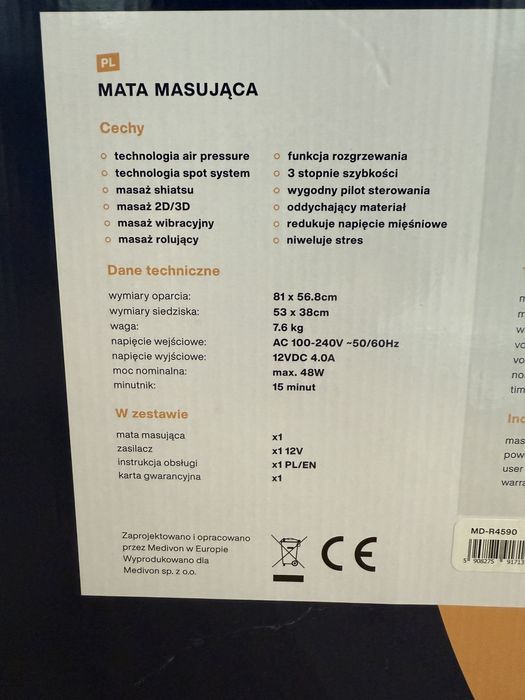 PL
MATA MASUJĄCA
Cechy
technologia air pressure
technologia spot system
masaż shiatsu
masaż 2D/3D
masaż wibracyjny
masaż rolujący
funkcja rozgrzewania
3 stopnie szybkości
wygodny pilot sterowania
oddychający materiał
redukuje napięcie mięśniowe
niweluje stres
Dane techniczne
wymiary oparcia: 81 x 56.8cm
wymiary siedziska: 53 x 38cm
waga: 7.6 kg
napięcie wejściowe: AC 100-240V ~50/60Hz
napięcie wyjściowe: 12VDC 4.0A
moc nominalna: max. 48W
minutnik: 15 minut
W zestawie
mata masująca x1
zasilacz x1 12V
instrukcja obsługi x1 PL/EN
karta gwarancyjna x1
Zaprojektowano i opracowano
przez Medivon w Europie
Wyprodukowano dla
Medivon sp. z o.o.
CE
MD-R4590
5 908275 91713